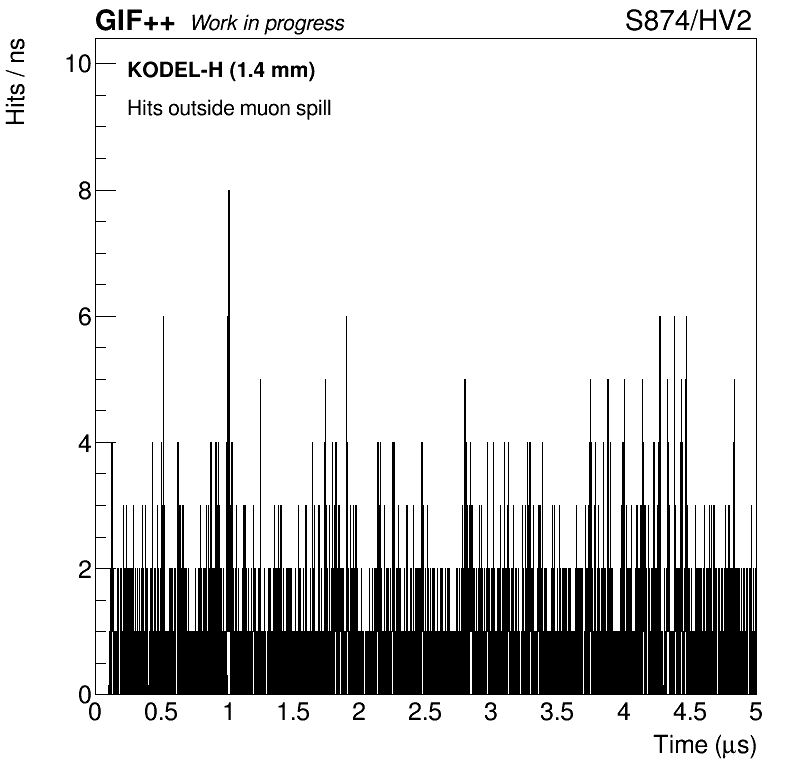 GIF++ Work in progress S874/HV2
Hits / ns
KODEL-H (1.4 mm)
Hits outside muon spill
10
8
6
4
2
0
0 0.5 1 1.5 2 2.5 3 3.5 4 4.5 5
Time (μs)